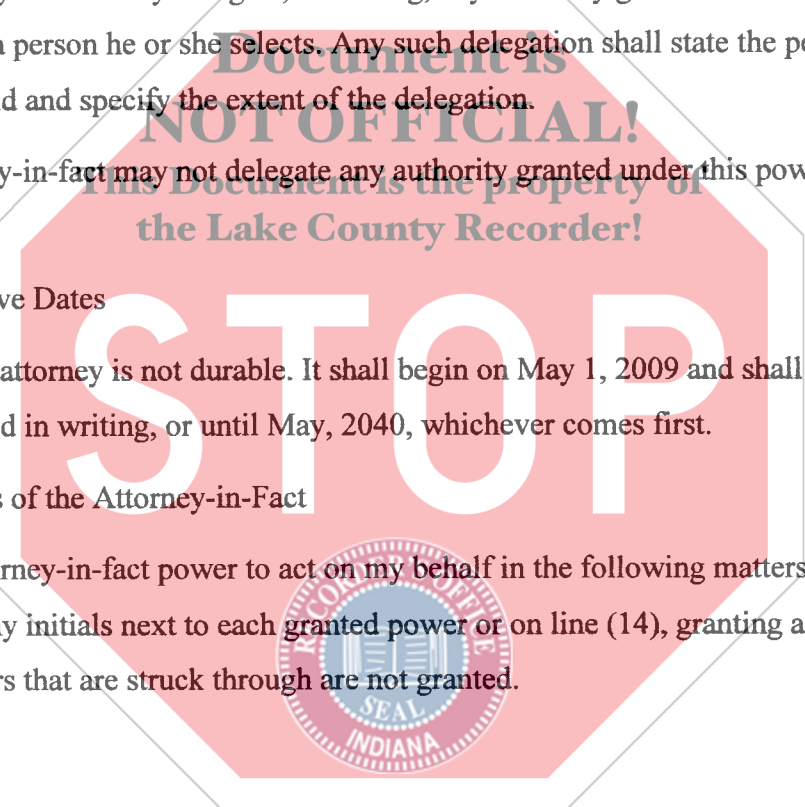 a person he or she selects. Any such delegation shall state the pe
Document is
d and specify the extent of the delegation.
NOT OFFICIAL!
y-in-fact may not delegate any authority granted under this pow
This Document is the property of
the Lake County Recorder!
ve Dates
STOP
attorney is not durable. It shall begin on May 1, 2009 and shall
d in writing, or until May, 2040, whichever comes first.
s of the Attorney-in-Fact
rney-in-fact power to act on my behalf in the following matters
y initials next to each granted power or on line (14), granting a
rs that are struck through are not granted.
RECORDER OFFICE
SEAL
INDIANA